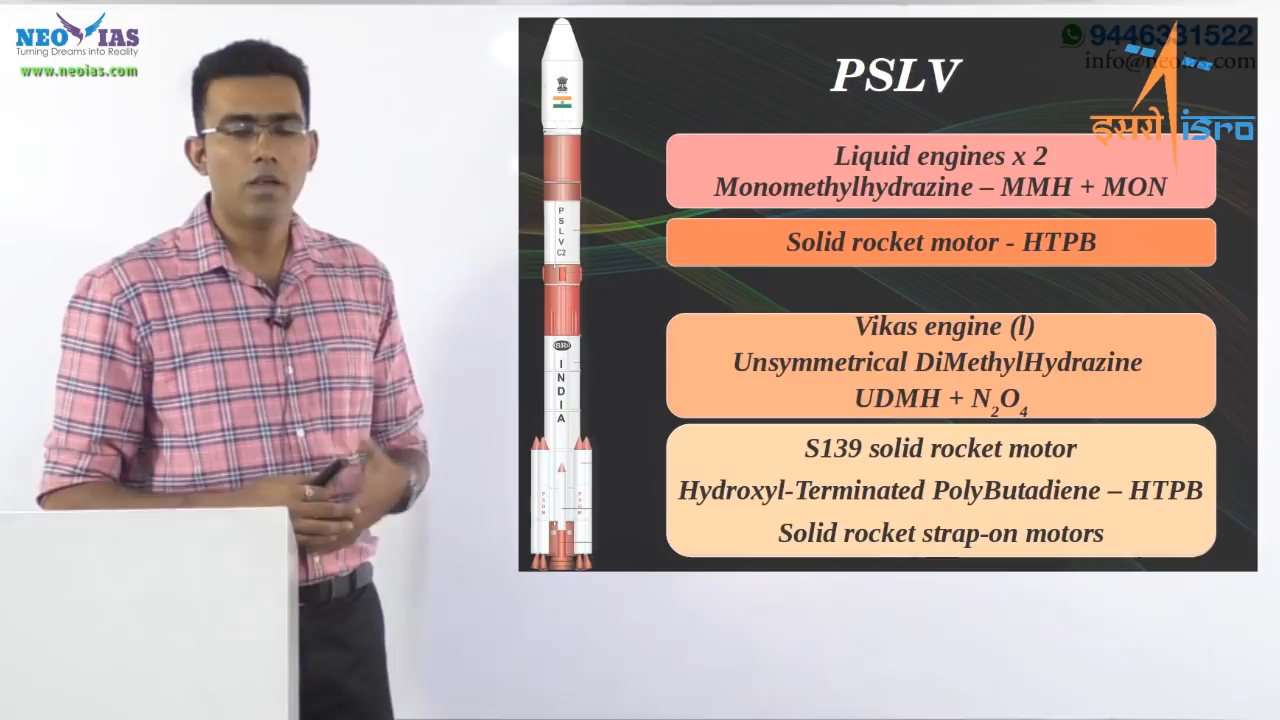 NEO IAS
Turning Dreams into Reality
www.neoias.com
9446331522
info@neoias.com
इसरो isro
PSLV
Liquid engines x 2
Monomethylhydrazine – MMH + MON
Solid rocket motor - HTPB
Vikas engine (l)
Unsymmetrical DiMethylHydrazine
UDMH + N₂O₄
S139 solid rocket motor
Hydroxyl-Terminated PolyButadiene – HTPB
Solid rocket strap-on motors
P
S
L
V
C2
isro
I
N
D
I
A
P
S
O
M
P
S
O
M